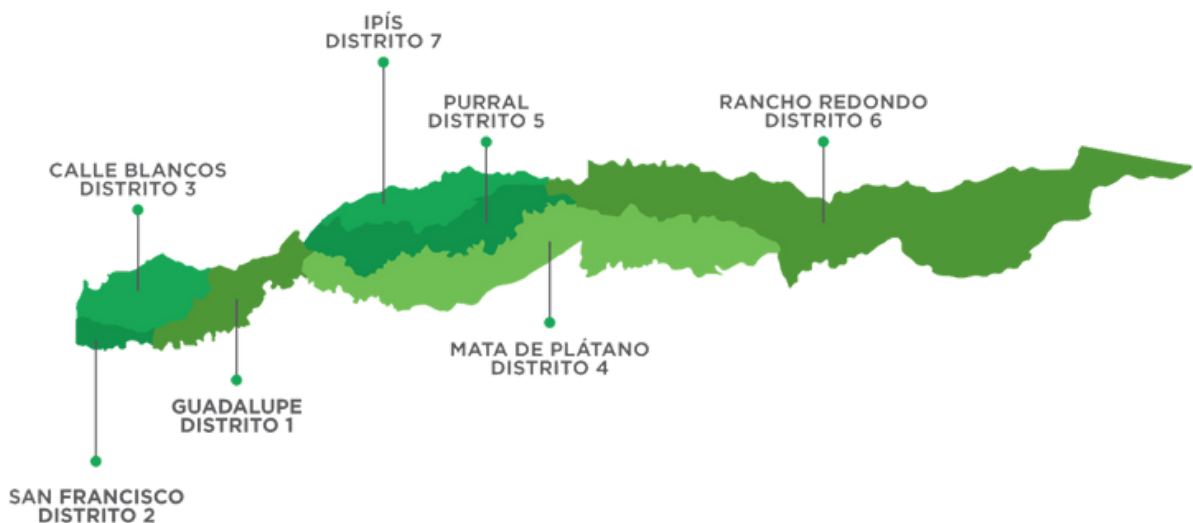 IPÍS
DISTRITO 7
PURRAL
DISTRITO 5
RANCHO REDONDO
DISTRITO 6
CALLE BLANCOS
DISTRITO 3
MATA DE PLÁTANO
DISTRITO 4
GUADALUPE
DISTRITO 1
SAN FRANCISCO
DISTRITO 2